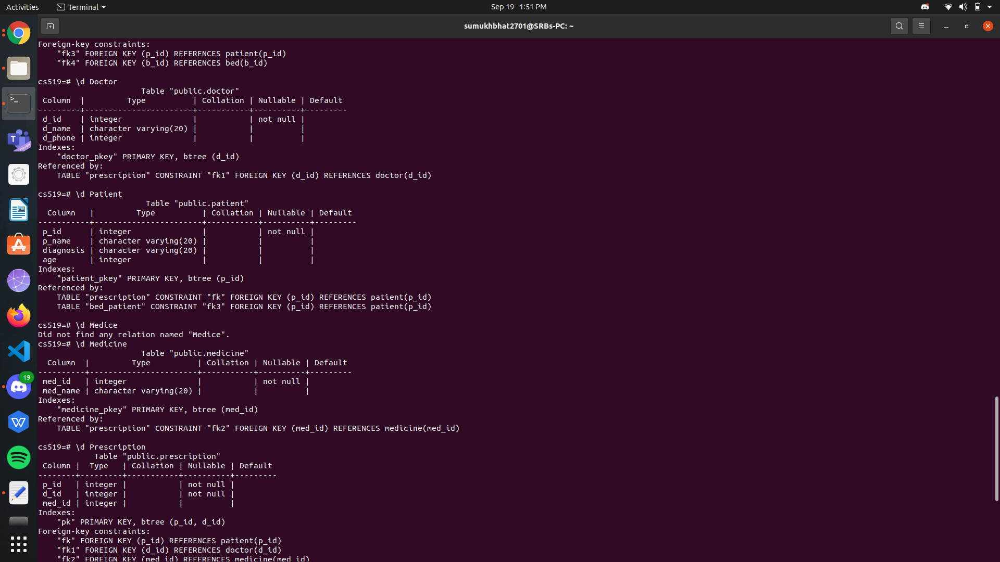 Activities
Terminal
Sep 19 1:51 PM
sumukhbhat2701@SRBs-PC: ~
Foreign-key constraints:
    "fk3" FOREIGN KEY (p_id) REFERENCES patient(p_id)
    "fk4" FOREIGN KEY (b_id) REFERENCES bed(b_id)

cs519=# \d Doctor
                      Table "public.doctor"
 Column  |         Type          | Collation | Nullable | Default
---------+-----------------------+-----------+----------+---------
 d_id    | integer               |           | not null |
 d_name  | character varying(20) |           |          |
 d_phone | integer               |           |          |
Indexes:
    "doctor_pkey" PRIMARY KEY, btree (d_id)
Referenced by:
    TABLE "prescription" CONSTRAINT "fk1" FOREIGN KEY (d_id) REFERENCES doctor(d_id)

cs519=# \d Patient
                       Table "public.patient"
  Column   |         Type          | Collation | Nullable | Default
-----------+-----------------------+-----------+----------+---------
 p_id      | integer               |           | not null |
 p_name    | character varying(20) |           |          |
 diagnosis | character varying(20) |           |          |
 age       | integer               |           |          |
Indexes:
    "patient_pkey" PRIMARY KEY, btree (p_id)
Referenced by:
    TABLE "prescription" CONSTRAINT "fk" FOREIGN KEY (p_id) REFERENCES patient(p_id)
    TABLE "bed_patient" CONSTRAINT "fk3" FOREIGN KEY (p_id) REFERENCES patient(p_id)

cs519=# \d Medice
Did not find any relation named "Medice".
cs519=# \d Medicine
                      Table "public.medicine"
  Column  |         Type          | Collation | Nullable | Default
----------+-----------------------+-----------+----------+---------
 med_id   | integer               |           | not null |
 med_name | character varying(20) |           |          |
Indexes:
    "medicine_pkey" PRIMARY KEY, btree (med_id)
Referenced by:
    TABLE "prescription" CONSTRAINT "fk2" FOREIGN KEY (med_id) REFERENCES medicine(med_id)

cs519=# \d Prescription
            Table "public.prescription"
 Column |  Type   | Collation | Nullable | Default
--------+---------+-----------+----------+---------
 p_id   | integer |           | not null |
 d_id   | integer |           | not null |
 med_id | integer |           |          |
Indexes:
    "pk" PRIMARY KEY, btree (p_id, d_id)
Foreign-key constraints:
    "fk" FOREIGN KEY (p_id) REFERENCES patient(p_id)
    "fk1" FOREIGN KEY (d_id) REFERENCES doctor(d_id)
    "fk2" FOREIGN KEY (med_id) REFERENCES medicine(med_id)
>_
T
PREVIEW
19
W